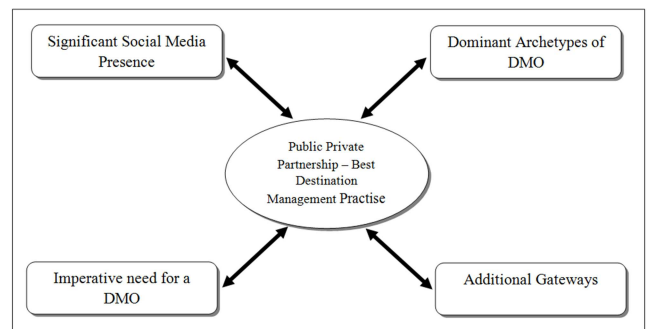 Significant Social Media
Presence
Dominant Archetypes of
DMO
Public Private
Partnership – Best
Destination
Management Practise
Imperative need for a
DMO
Additional Gateways